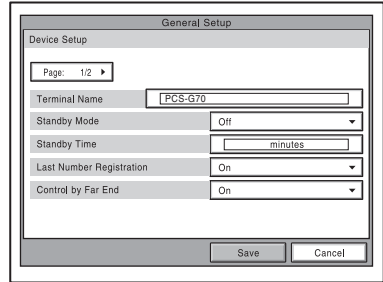 General Setup
Device Setup
Page: 1/2 ▶
Terminal Name PCS-G70
Standby Mode Off
Standby Time minutes
Last Number Registration On
Control by Far End On
Save Cancel